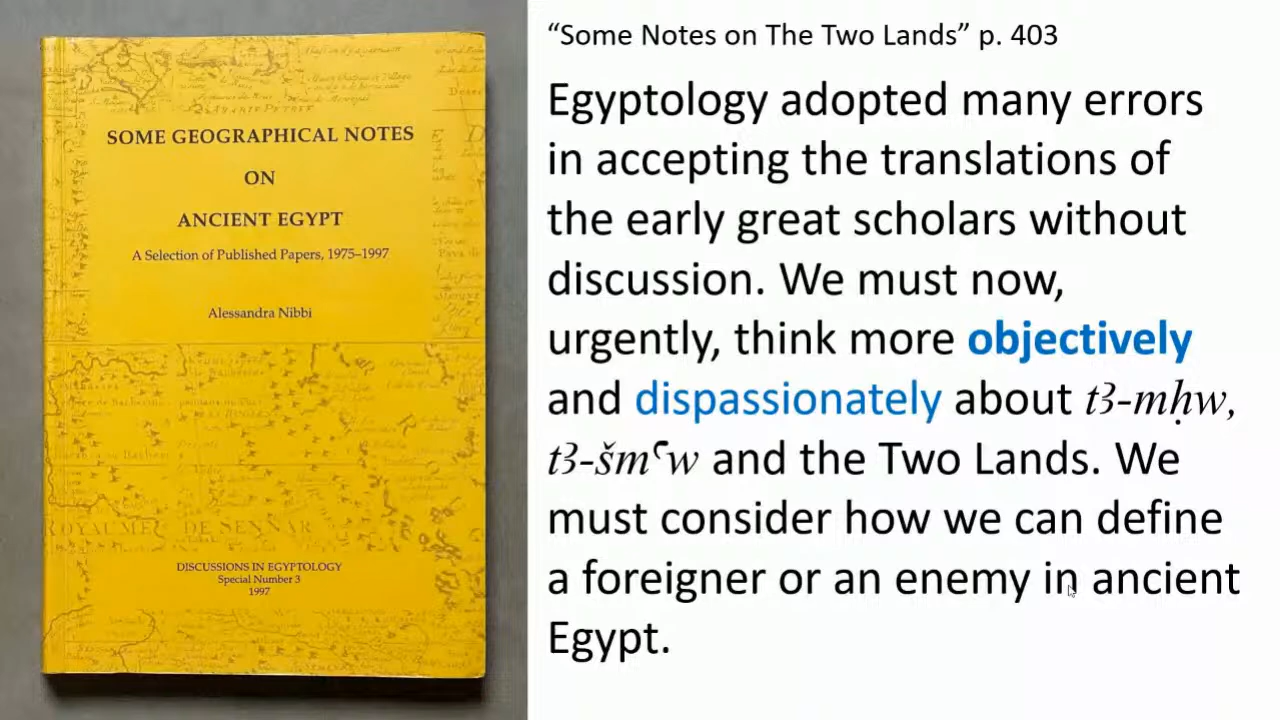 SOME GEOGRAPHICAL NOTES
ON
ANCIENT EGYPT
A Selection of Published Papers, 1975–1997
Alessandra Nibbi
ROYAUME DE SENNAR
DISCUSSIONS IN EGYPTOLOGY
Special Number 3
1997
“Some Notes on The Two Lands” p. 403
Egyptology adopted many errors
in accepting the translations of
the early great scholars without
discussion. We must now,
urgently, think more objectively
and dispassionately about tꜣ-mḥw,
tꜣ-šmꜥw and the Two Lands. We
must consider how we can define
a foreigner or an enemy in ancient
Egypt.